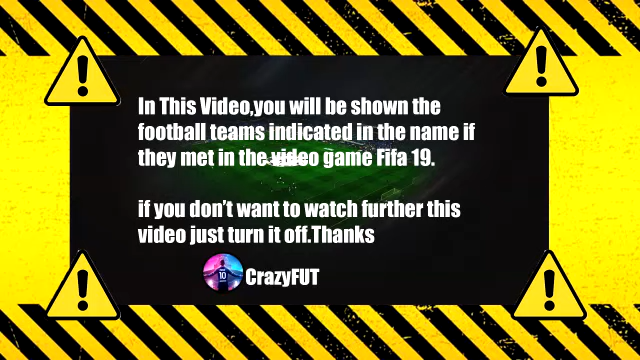 In This Video,you will be shown the
football teams indicated in the name if
they met in the video game Fifa 19.
if you don't want to watch further this
video just turn it off.Thanks
10
CrazyFUT